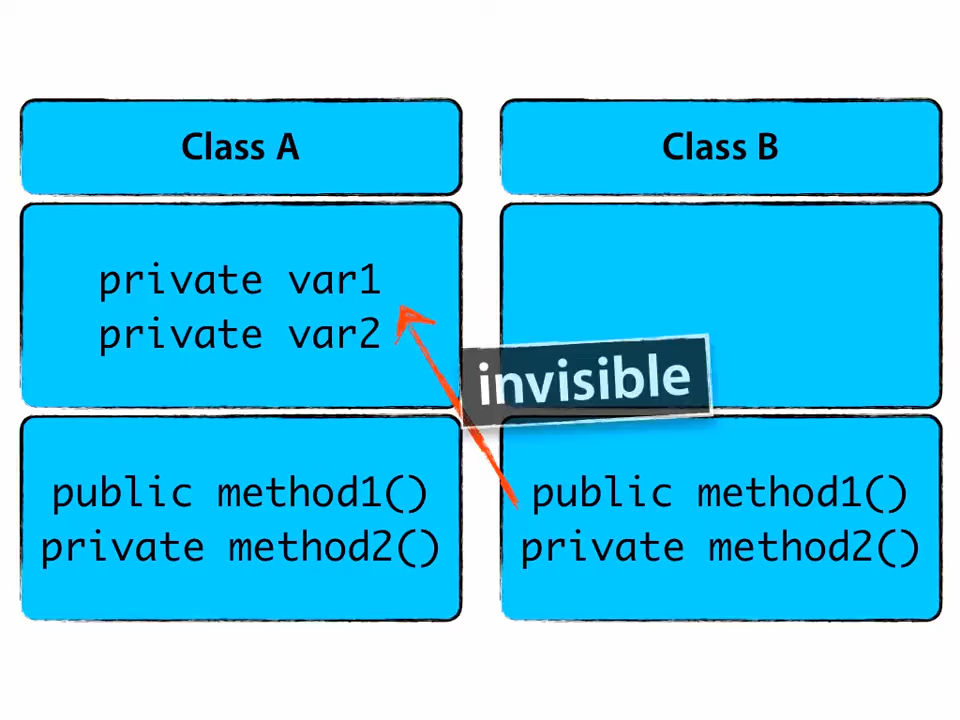 Class A
private var1
private var2
public method1()
private method2()
Class B
invisible
public method1()
private method2()